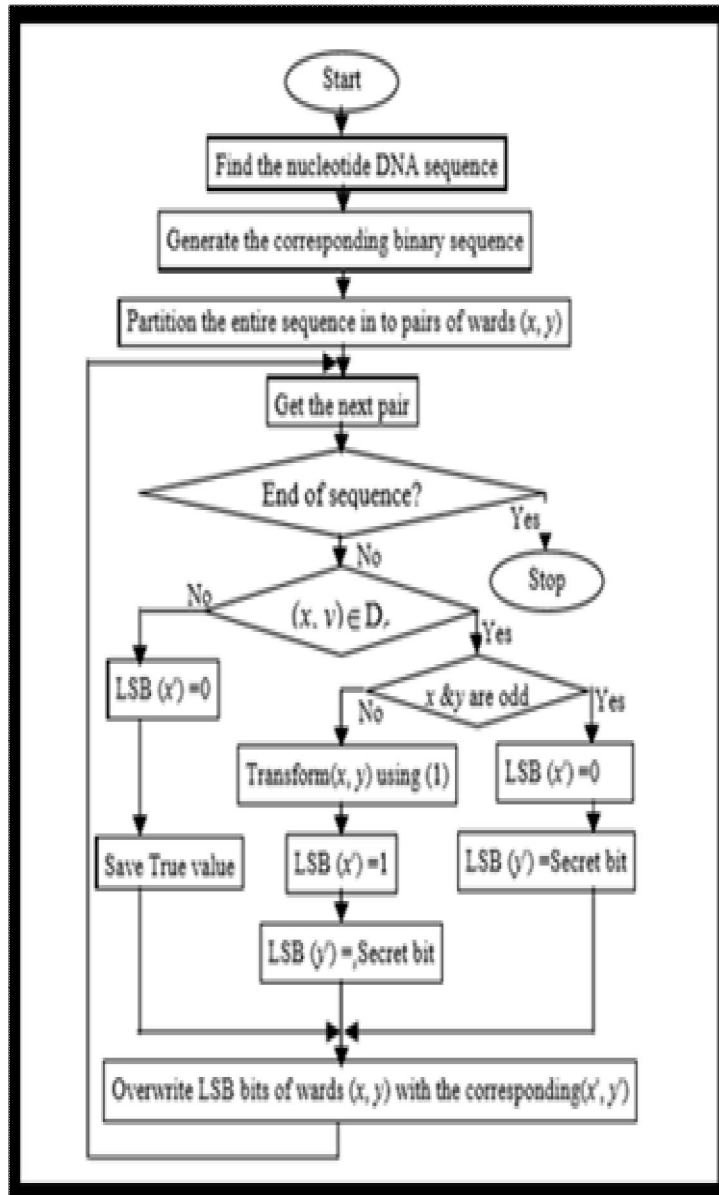 Start
Find the nucleotide DNA sequence
Generate the corresponding binary sequence
Partition the entire sequence in to pairs of wards (x, y)
Get the next pair
End of sequence?
Yes
No
Stop
No
(x, v)∈D,
Yes
LSB (x') =0
x &y are odd
No
Yes
Transform(x, y) using (1)
LSB (x') =0
Save True value
LSB (x') =1
LSB (y') =Secret bit
LSB (y') =,Secret bit
Overwrite LSB bits of wards (x, y) with the corresponding(x', y')